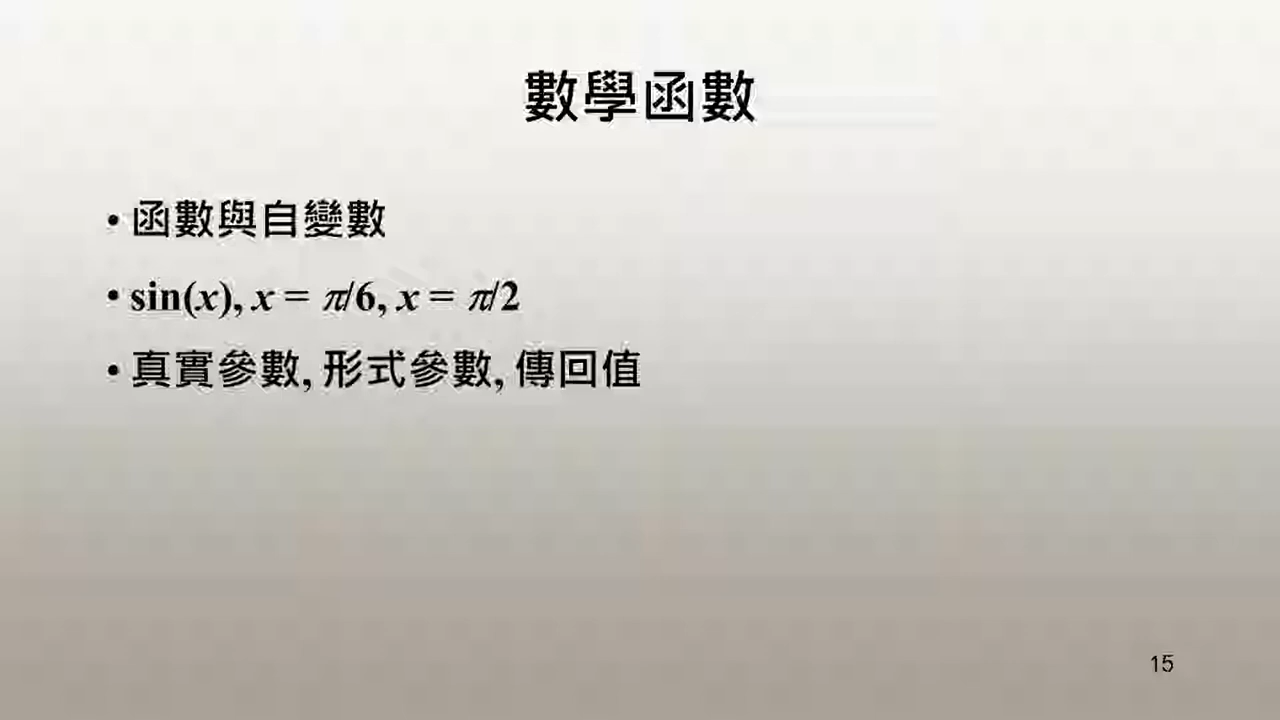 數學函數
• 函數與自變數
• sin(x), x = π/6, x = π/2
• 真實參數, 形式參數, 傳回值
15